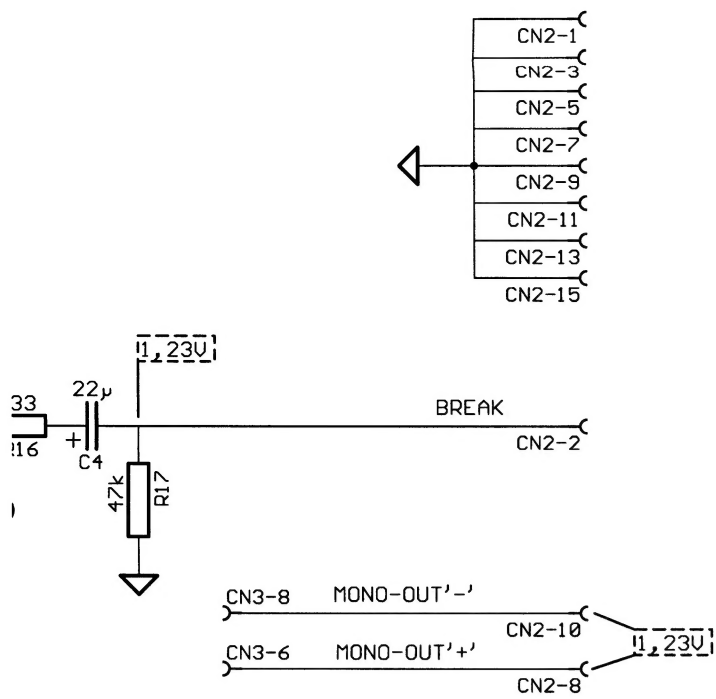 CN2-1
CN2-3
CN2-5
CN2-7
CN2-9
CN2-11
CN2-13
CN2-15
1,23V
22µ
33
BREAK
CN2-2
C4
47k
R17
CN3-8 MONO-OUT'-'
CN2-10
1,23V
CN3-6 MONO-OUT'+'
CN2-8